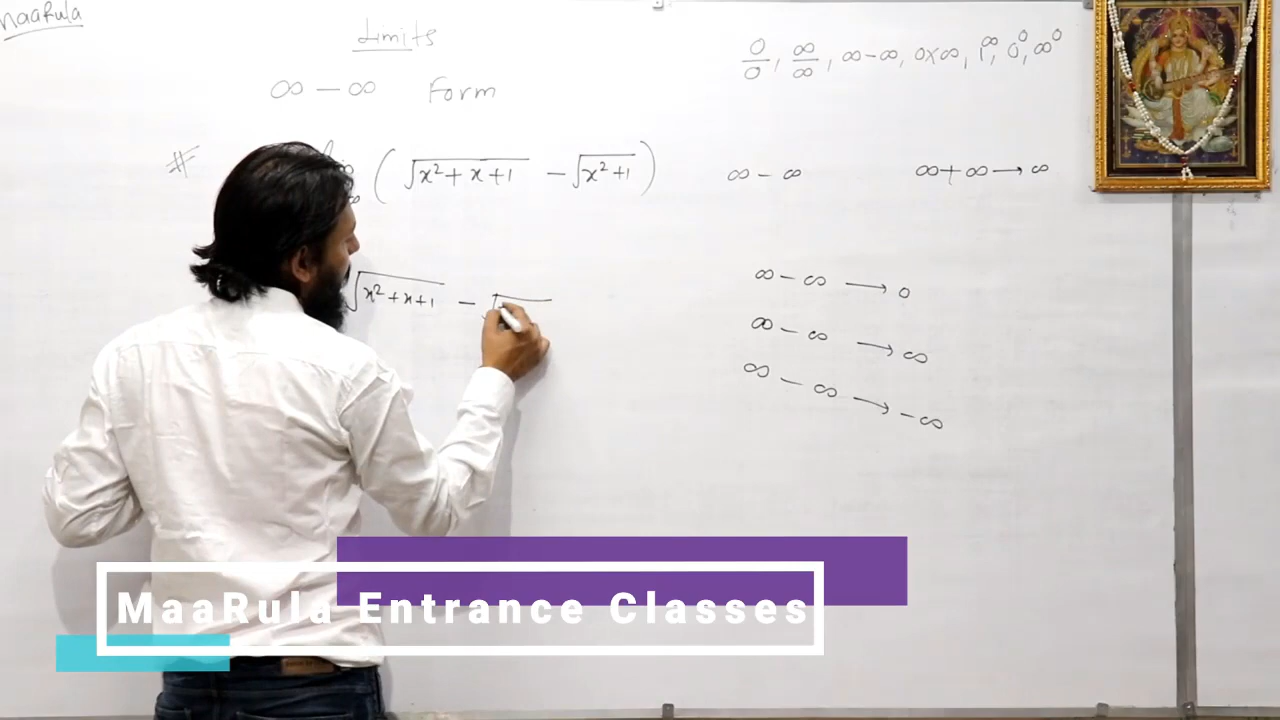 MaaRula
Limits
0/0, ∞/∞, ∞-∞, 0×∞, 1^∞, 0^0, ∞^0
∞ - ∞ Form
# (√(x²+x+1) - √(x²+1))
∞ - ∞
∞+∞ → ∞
√(x²+x+1) - √
∞ - ∞ → 0
∞ - ∞ → ∞
∞ - ∞ → -∞
MaaRula Entrance Classes